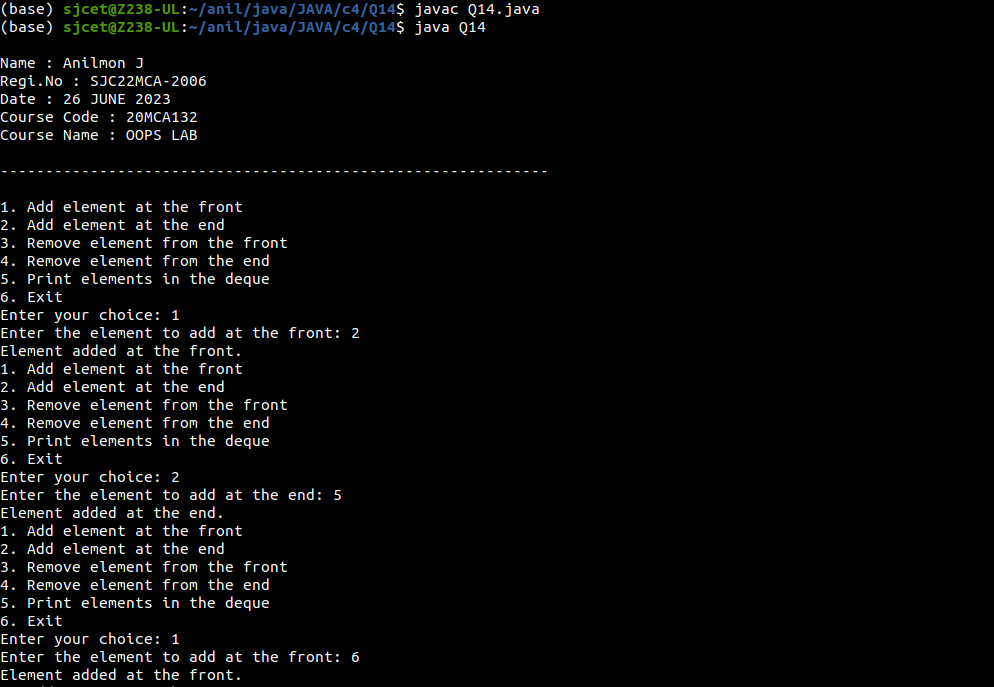 (base) sjcet@Z238-UL:~/anil/java/JAVA/c4/Q14$ javac Q14.java
(base) sjcet@Z238-UL:~/anil/java/JAVA/c4/Q14$ java Q14
Name : Anilmon J
Regi.No : SJC22MCA-2006
Date : 26 JUNE 2023
Course Code : 20MCA132
Course Name : OOPS LAB
-------------------------------------------------------------
1. Add element at the front
2. Add element at the end
3. Remove element from the front
4. Remove element from the end
5. Print elements in the deque
6. Exit
Enter your choice: 1
Enter the element to add at the front: 2
Element added at the front.
1. Add element at the front
2. Add element at the end
3. Remove element from the front
4. Remove element from the end
5. Print elements in the deque
6. Exit
Enter your choice: 2
Enter the element to add at the end: 5
Element added at the end.
1. Add element at the front
2. Add element at the end
3. Remove element from the front
4. Remove element from the end
5. Print elements in the deque
6. Exit
Enter your choice: 1
Enter the element to add at the front: 6
Element added at the front.